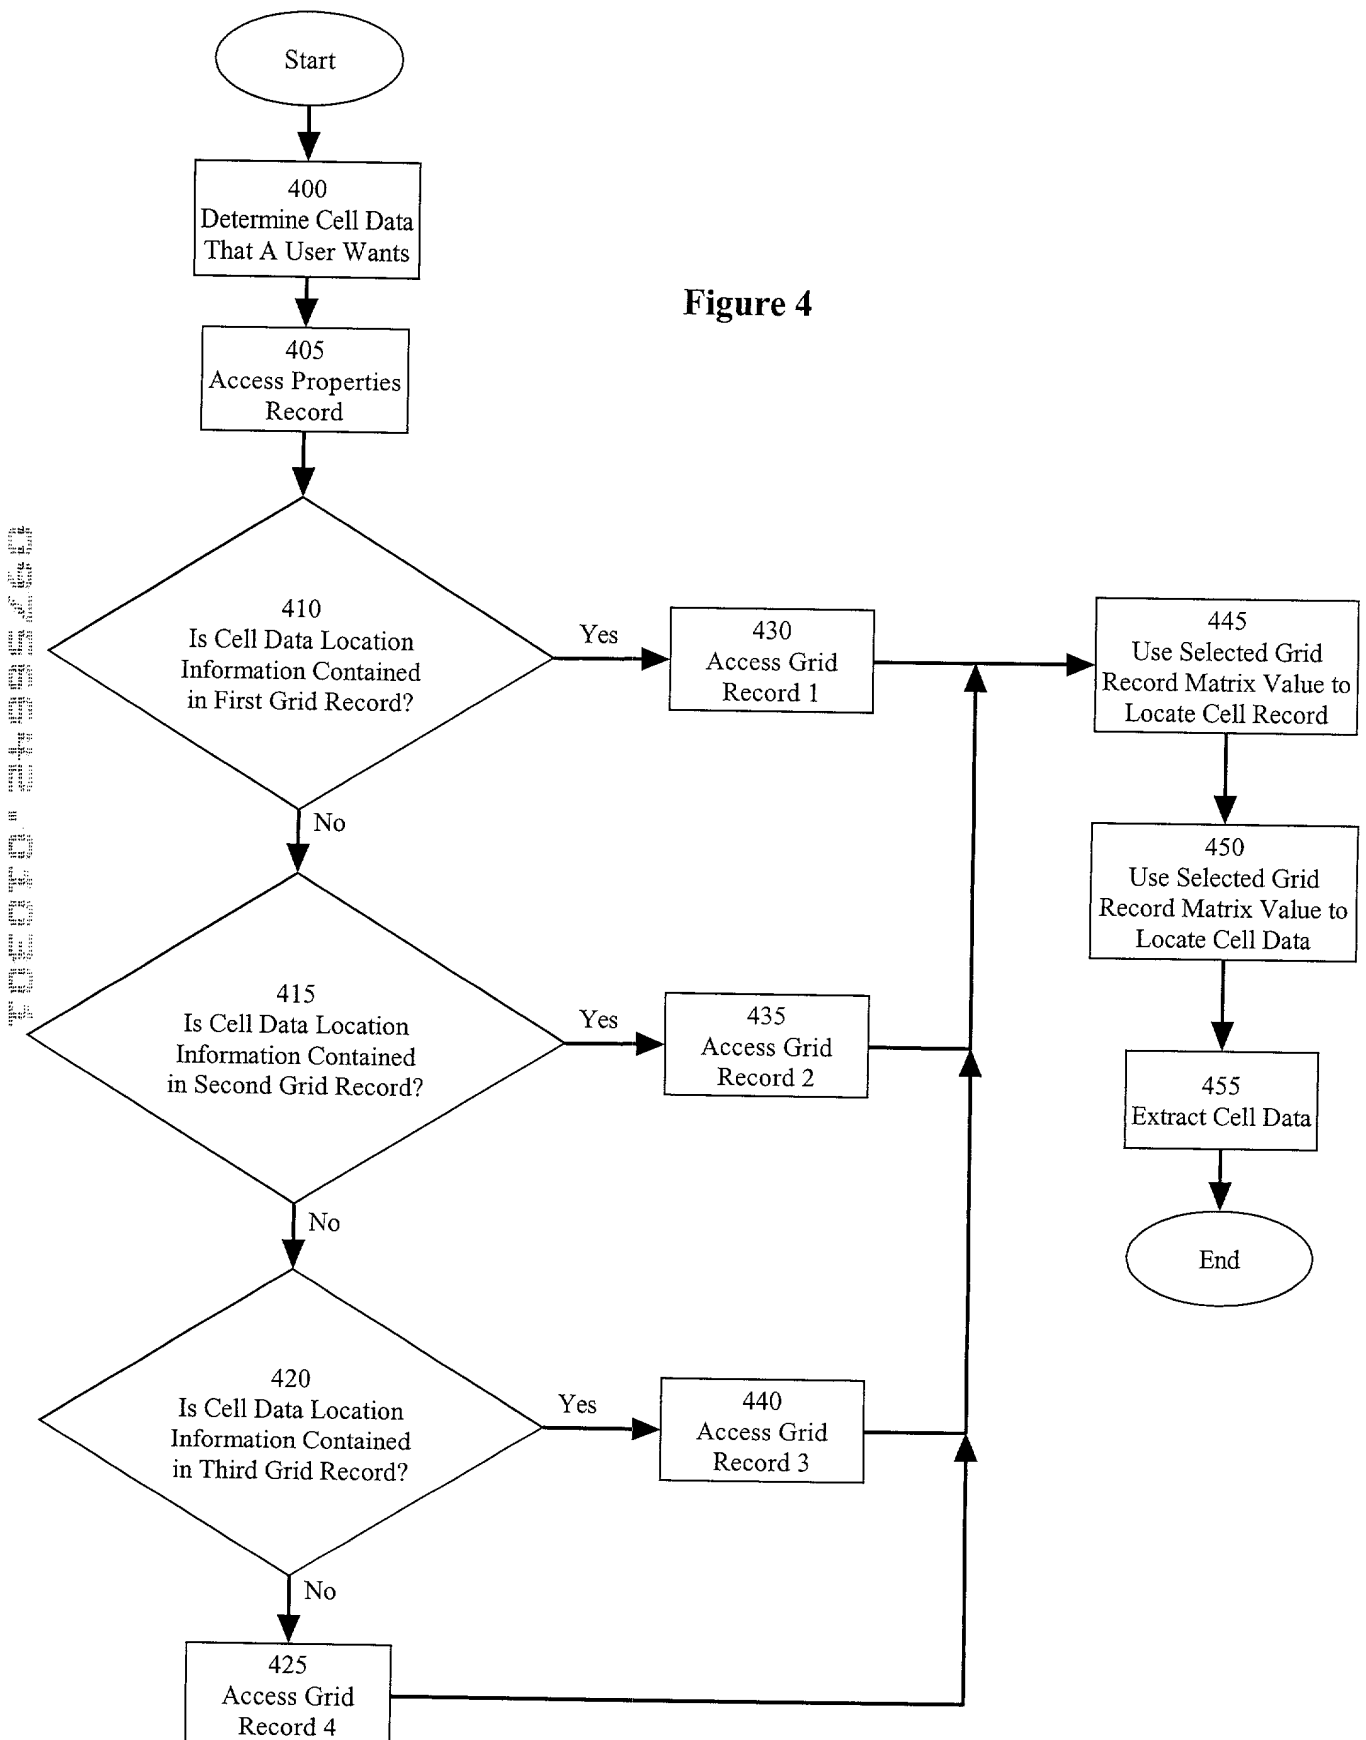 Start
400
Determine Cell Data
That A User Wants
Figure 4
405
Access Properties
Record
410
Is Cell Data Location
Information Contained
in First Grid Record?
Yes
430
Access Grid
Record 1
445
Use Selected Grid
Record Matrix Value to
Locate Cell Record
No
450
Use Selected Grid
Record Matrix Value to
Locate Cell Data
415
Is Cell Data Location
Information Contained
in Second Grid Record?
Yes
435
Access Grid
Record 2
455
Extract Cell Data
No
End
420
Is Cell Data Location
Information Contained
in Third Grid Record?
Yes
440
Access Grid
Record 3
No
425
Access Grid
Record 4